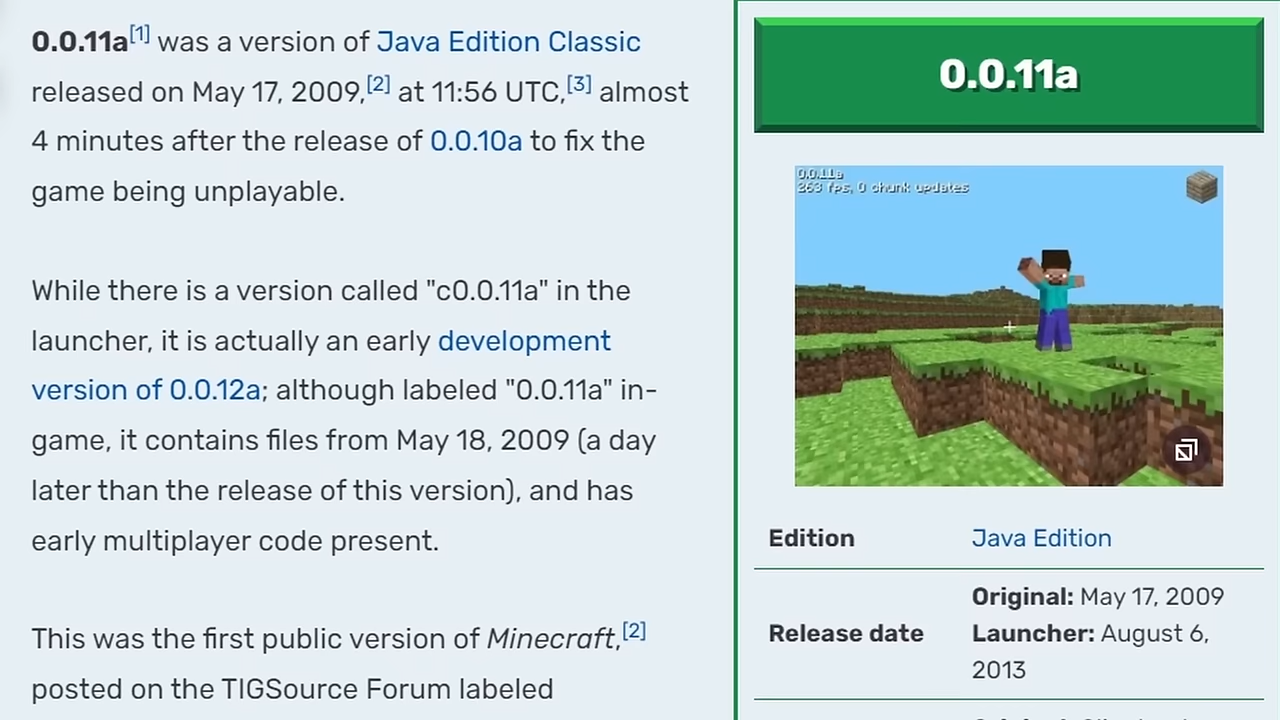 0.0.11a[1] was a version of Java Edition Classic
released on May 17, 2009,[2] at 11:56 UTC,[3] almost
4 minutes after the release of 0.0.10a to fix the
game being unplayable.
While there is a version called "c0.0.11a" in the
launcher, it is actually an early development
version of 0.0.12a; although labeled "0.0.11a" in-
game, it contains files from May 18, 2009 (a day
later than the release of this version), and has
early multiplayer code present.
This was the first public version of Minecraft,[2]
posted on the TIGSource Forum labeled
0.0.11a
0.0.11a
263 fps, 0 chunk updates
Edition
Java Edition
Release date
Original: May 17, 2009
Launcher: August 6,
2013